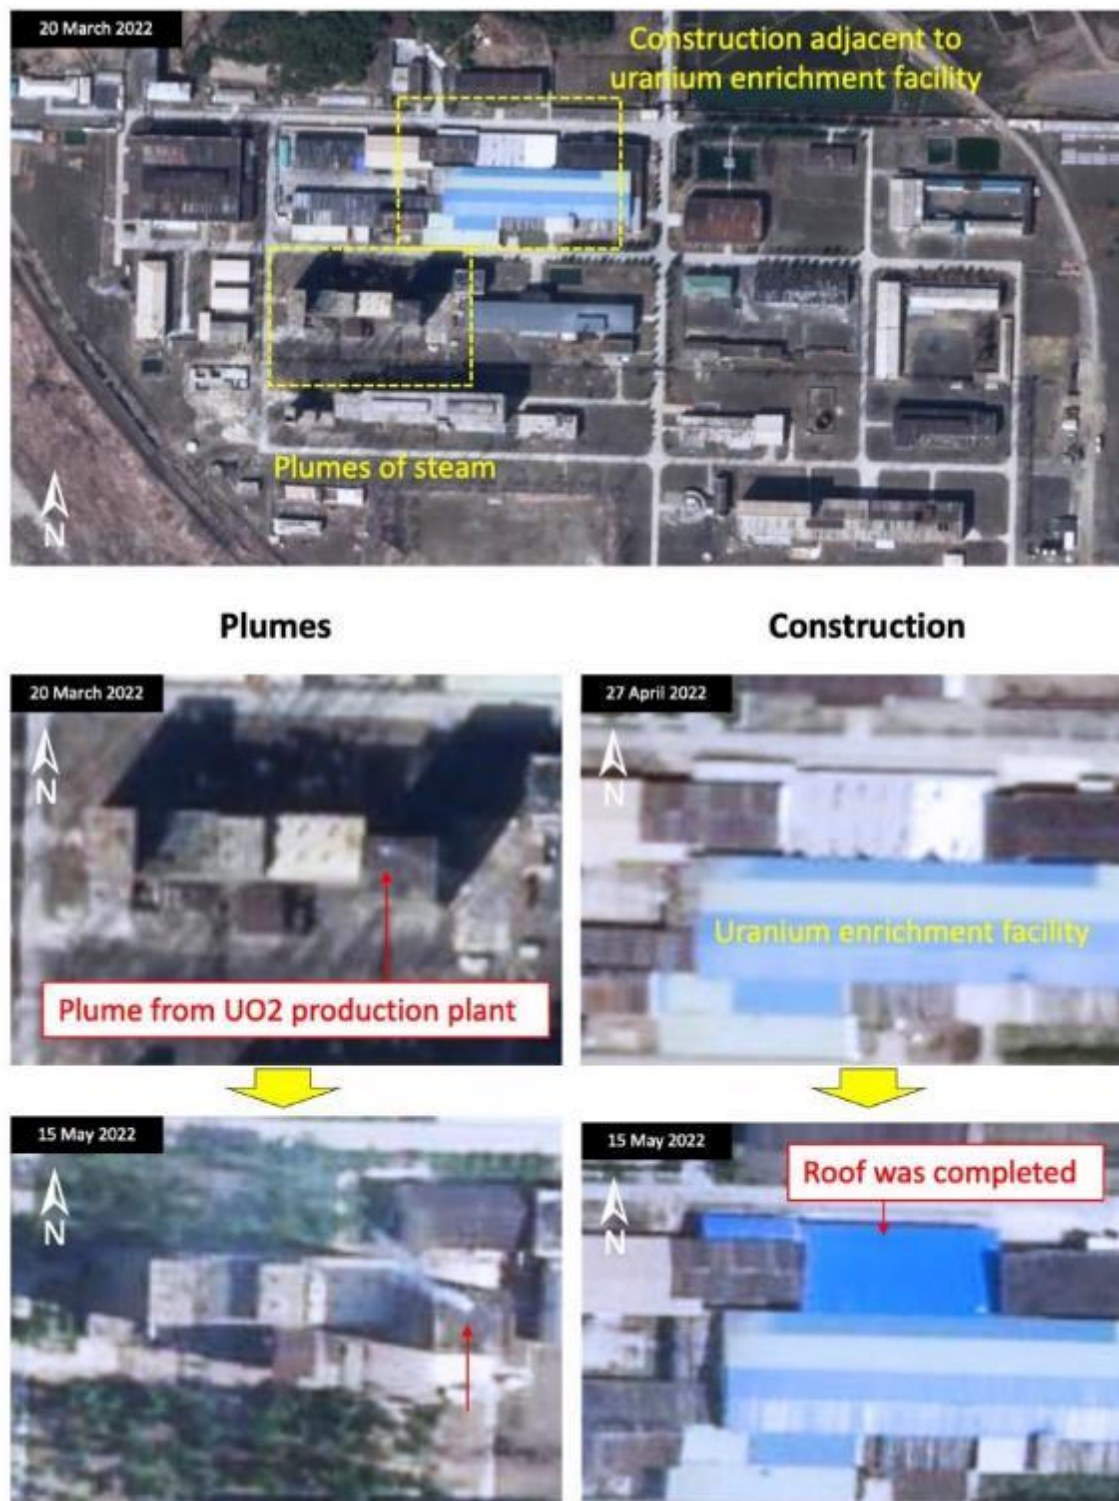 20 March 2022
Construction adjacent to
uranium enrichment facility
Plumes of steam
N
Plumes
Construction
20 March 2022
N
Plume from UO2 production plant
27 April 2022
N
Uranium enrichment facility
15 May 2022
N
15 May 2022
N
Roof was completed